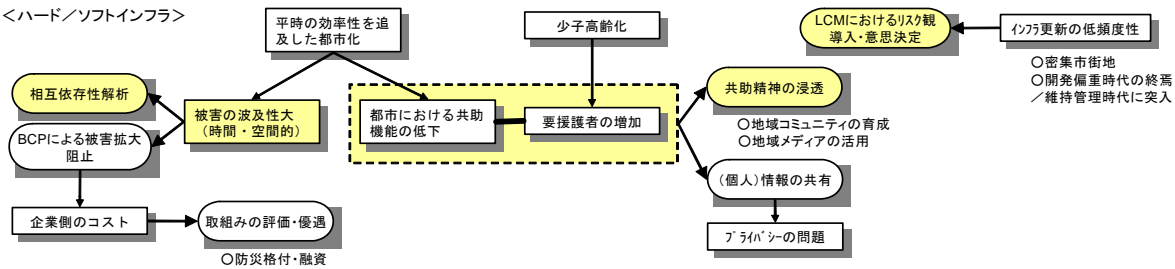 ＜ハード／ソフトインフラ＞
平時の効率性を追
及した都市化
少子高齢化
LCMにおけるリスク観
導入・意思決定
インフラ更新の低頻度性
○密集市街地
○開発偏重時代の終焉
／維持管理時代に突入
相互依存性解析
被害の波及性大
（時間・空間的）
都市における共助
機能の低下
要援護者の増加
共助精神の浸透
○地域コミュニティの育成
○地域メディアの活用
BCPによる被害拡大
阻止
（個人）情報の共有
企業側のコスト
取組みの評価・優遇
プライバシーの問題
○防災格付・融資